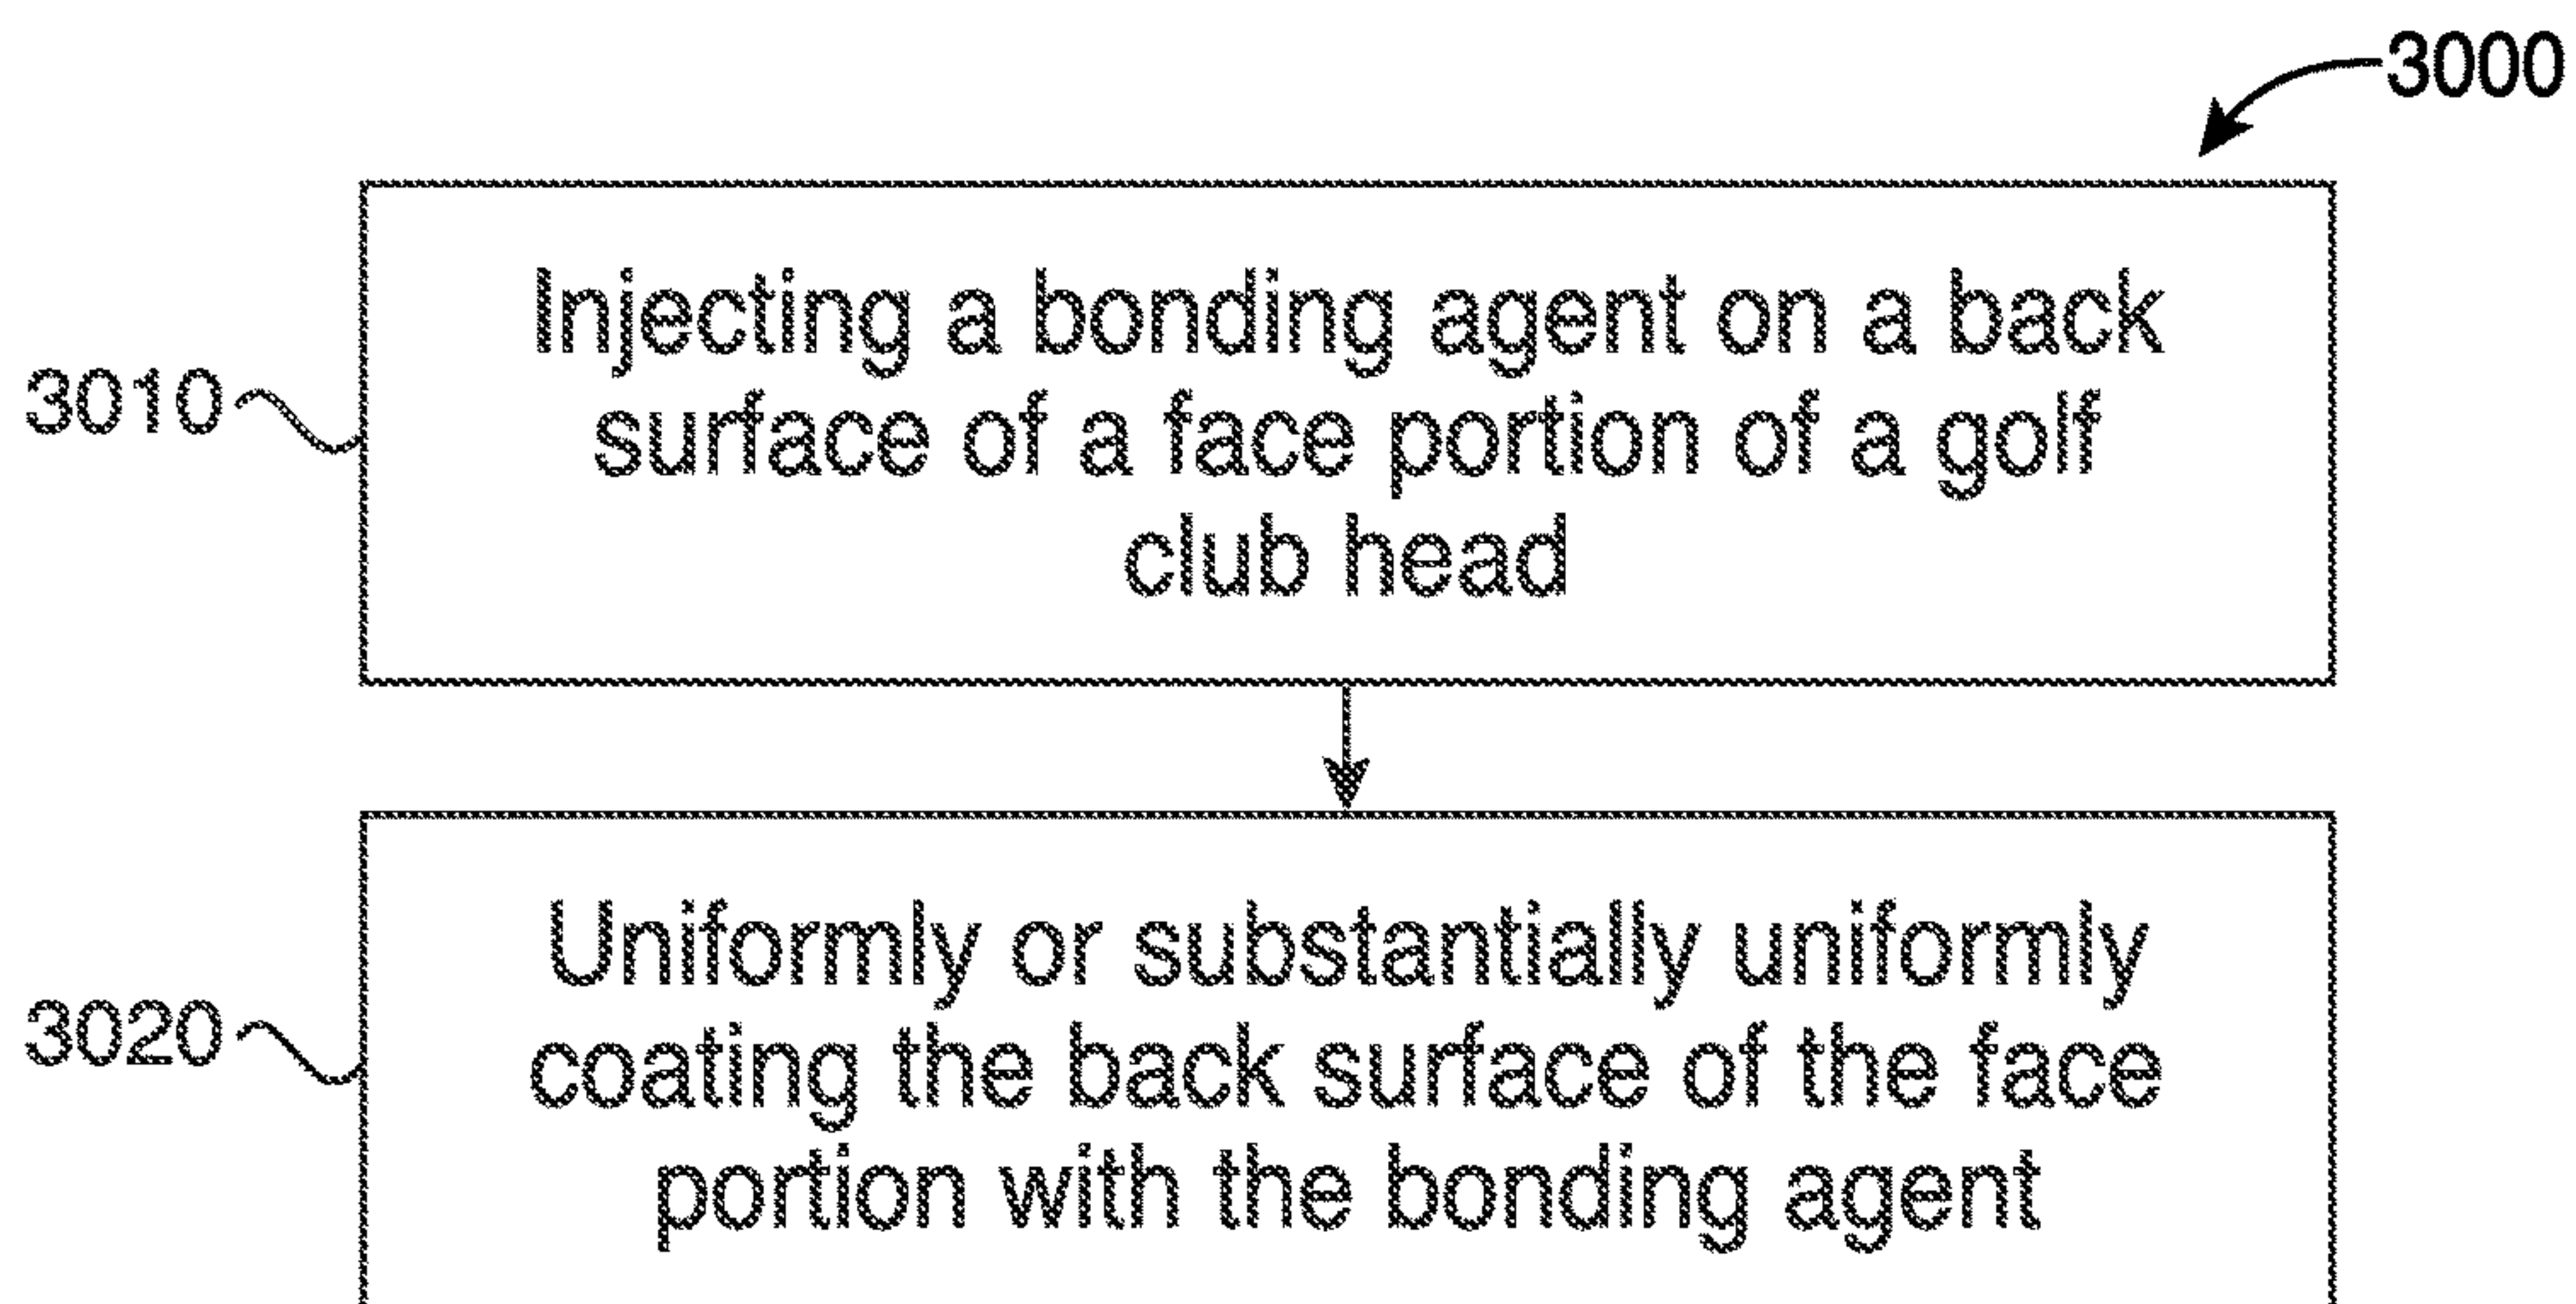 3000
Injecting a bonding agent on a back
surface of a face portion of a golf
club head
3010
Uniformly or substantially uniformly
coating the back surface of the face
portion with the bonding agent
3020